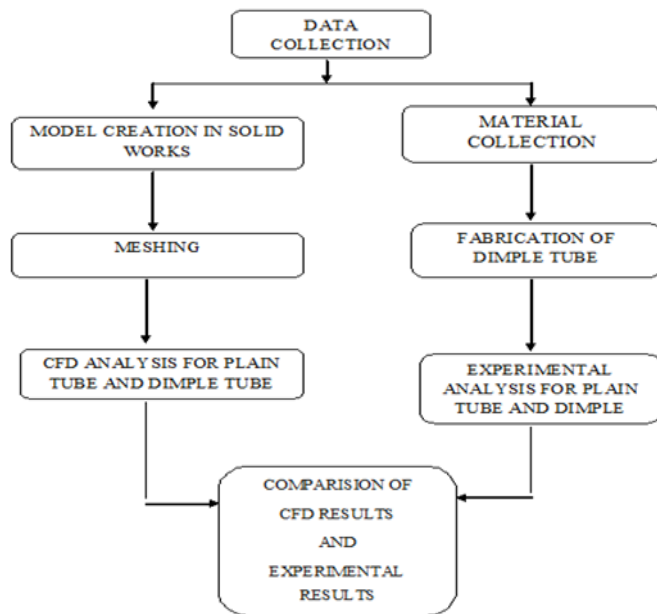 DATA
COLLECTION
MODEL CREATION IN SOLID
WORKS
MATERIAL
COLLECTION
MESHING
FABRICATION OF
DIMPLE TUBE
CFD ANALYSIS FOR PLAIN
TUBE AND DIMPLE TUBE
EXPERIMENTAL
ANALYSIS FOR PLAIN
TUBE AND DIMPLE
COMPARISION OF
CFD RESULTS
AND
EXPERIMENTAL
RESULTS